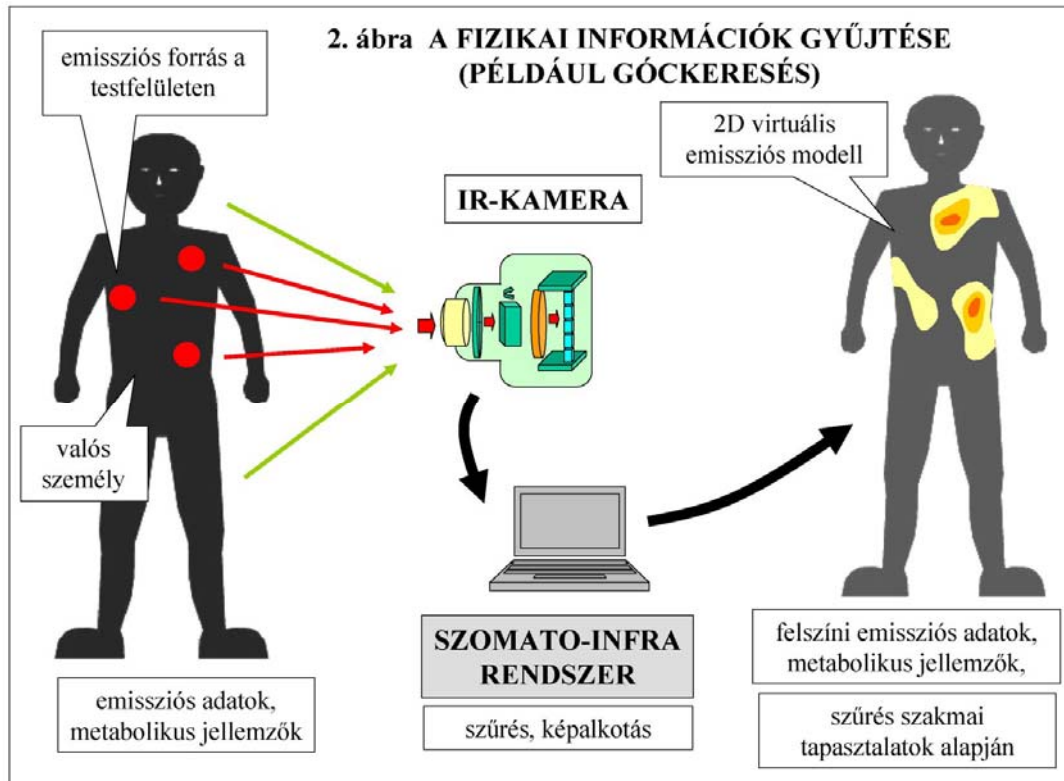 2. ábra A FIZIKAI INFORMÁCIÓK GYŰJTÉSE
(PÉLDÁUL GÓCKERESÉS)
emissziós forrás a
testfelületen
2D virtuális
emissziós modell
IR-KAMERA
valós
személy
SZOMATO-INFRA
RENDSZER
szűrés, képalkotás
emissziós adatok,
metabolikus jellemzők
felszíni emissziós adatok,
metabolikus jellemzők,
szűrés szakmai
tapasztalatok alapján